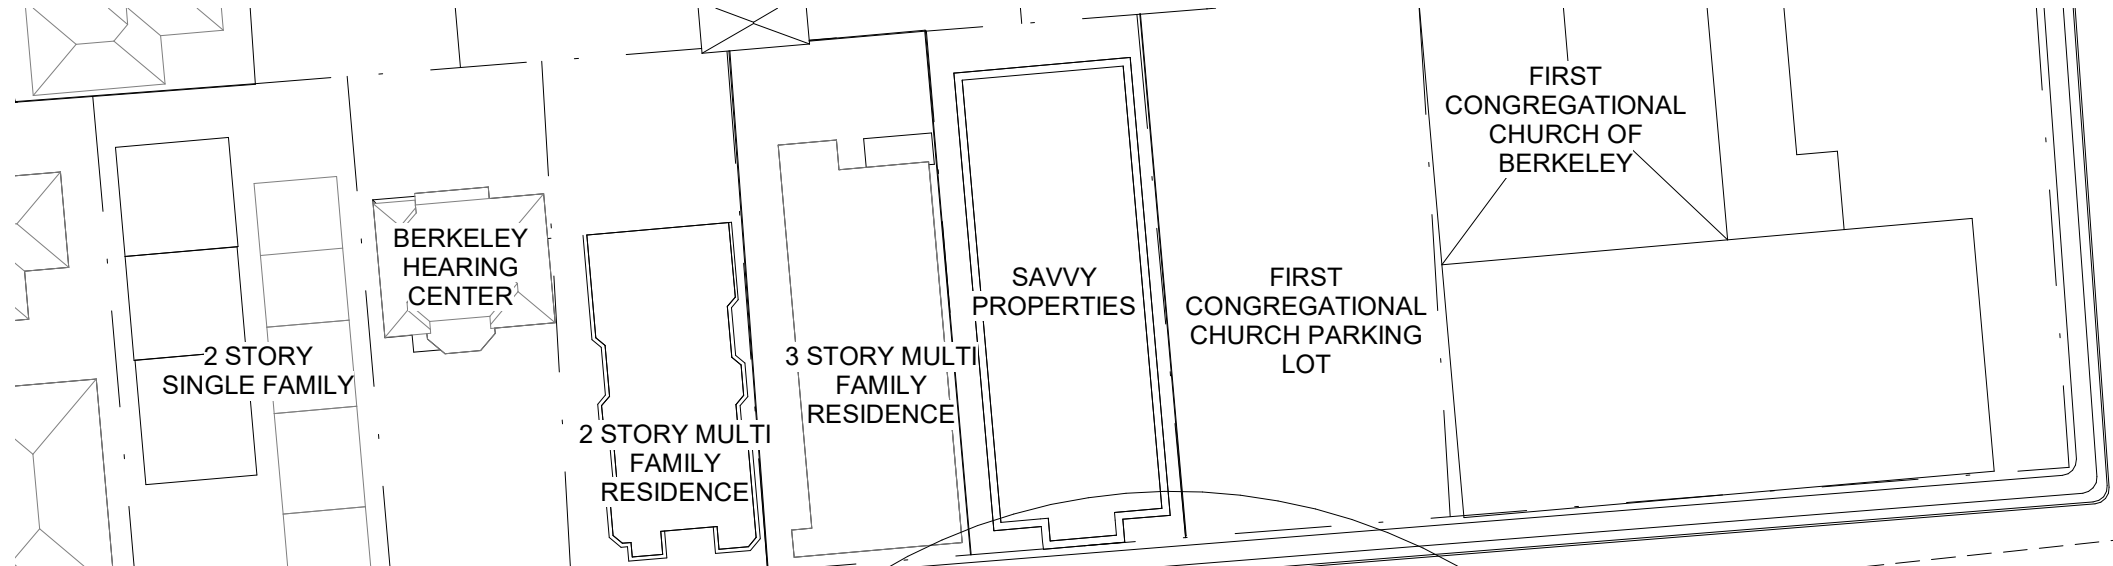 2 STORY
SINGLE FAMILY
BERKELEY
HEARING
CENTER
2 STORY MULTI
FAMILY
RESIDENCE
3 STORY MULTI
FAMILY
RESIDENCE
SAVVY
PROPERTIES
FIRST
CONGREGATIONAL
CHURCH PARKING
LOT
FIRST
CONGREGATIONAL
CHURCH OF
BERKELEY